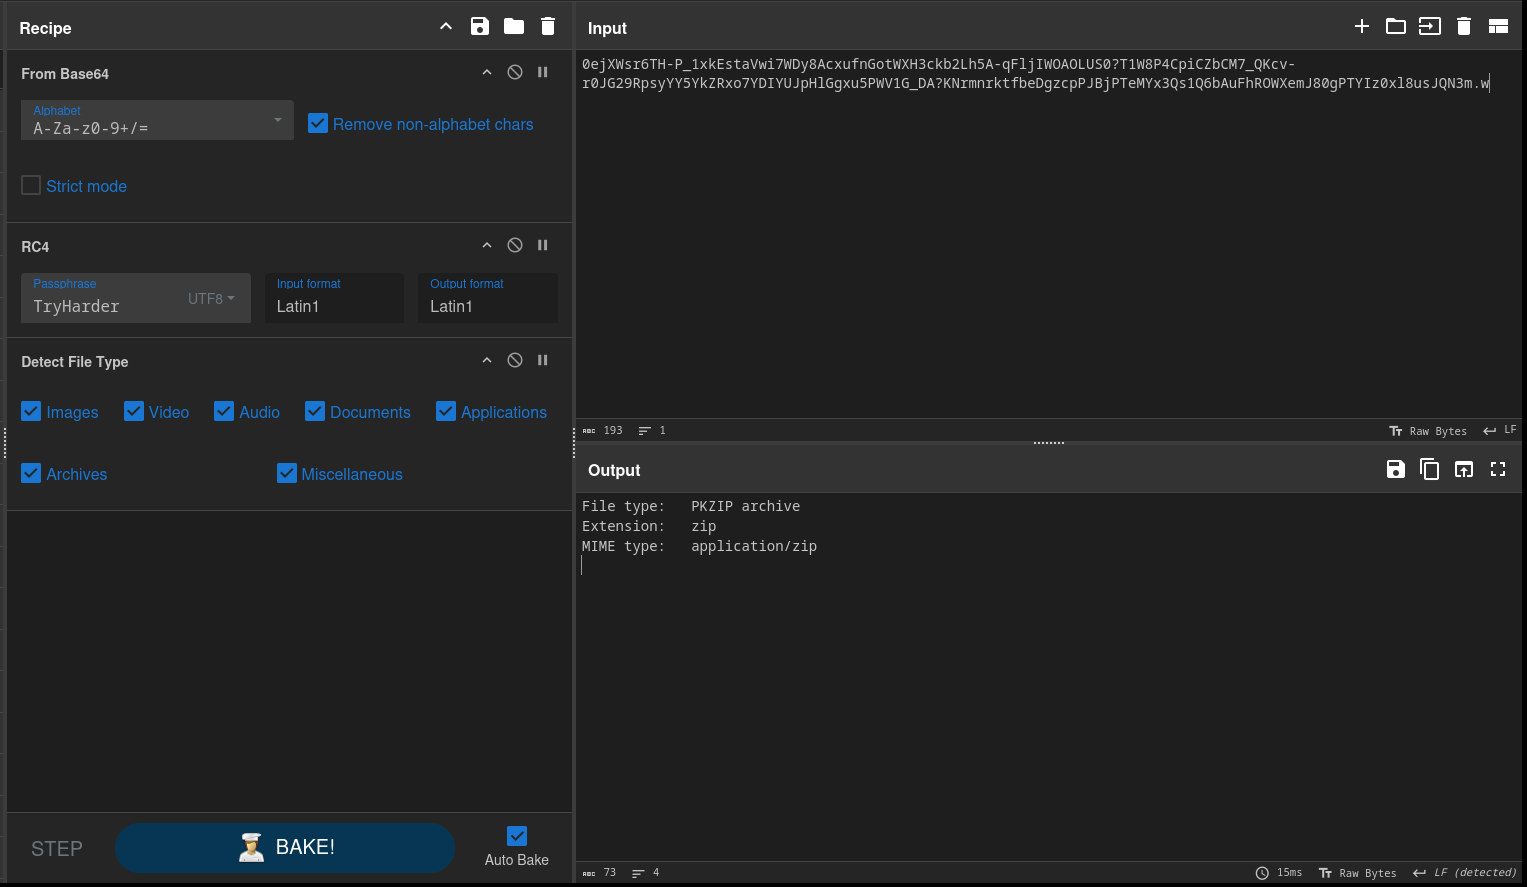 Recipe
From Base64
Alphabet
A-Za-z0-9+/=
Remove non-alphabet chars
Strict mode
RC4
Passphrase
TryHarder
UTF8
Input format
Latin1
Output format
Latin1
Detect File Type
Images
Video
Audio
Documents
Applications
Archives
Miscellaneous
STEP
BAKE!
Auto Bake
Input
0ejXWsr6TH-P_1xkEstaVwi7WDy8AcxufnGotWXH3ckb2Lh5A-qFljIWOAOLUS0?T1W8P4CpiCZbCM7_QKcv-
r0JG29RpsyYY5YkZRxo7YDIYUJpHlGgxu5PWV1G_DA?KNrmnrktfbeDgzcpPJBjPTeMYx3Qs1Q6bAuFhROWXemJ80gPTYIz0xl8usJQN3m.w
ABC 193
1
Raw Bytes
LF
Output
File type: PKZIP archive
Extension: zip
MIME type: application/zip
ABC 73
4
15ms
Raw Bytes
LF (detected)